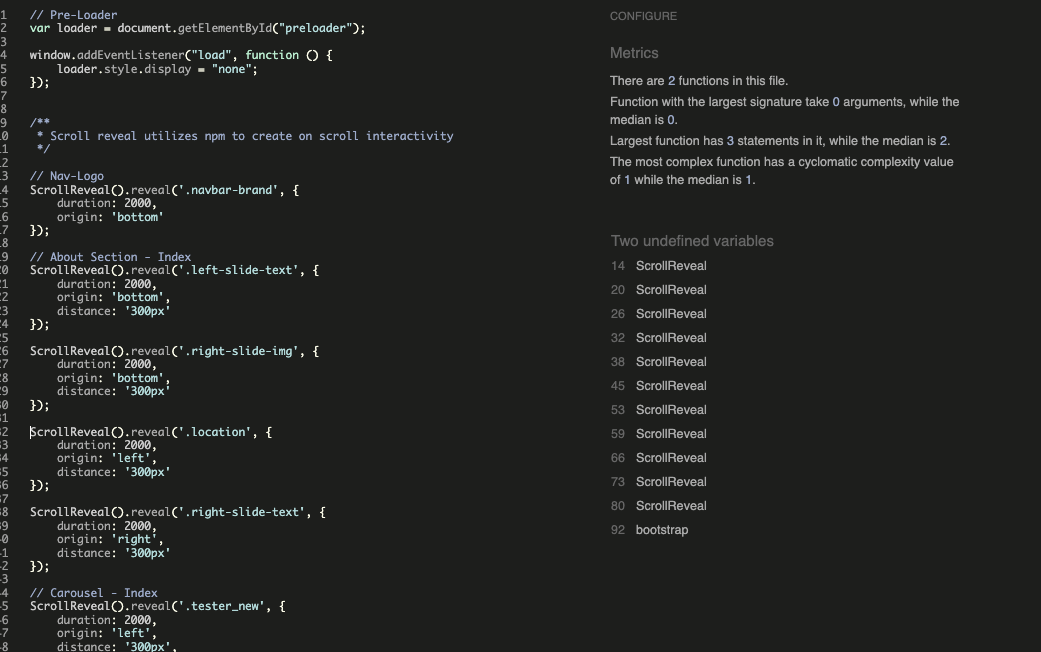 1 // Pre-Loader
2 var loader = document.getElementById("preloader");
3
4 window.addEventListener("load", function () {
5     loader.style.display = "none";
6 });
7
8
9 /**
0  * Scroll reveal utilizes npm to create on scroll interactivity
1  */
2
3 // Nav-Logo
4 ScrollReveal().reveal('.navbar-brand', {
5     duration: 2000,
6     origin: 'bottom'
7 });
8
9 // About Section - Index
20 ScrollReveal().reveal('.left-slide-text', {
21     duration: 2000,
22     origin: 'bottom',
23     distance: '300px'
24 });
25
26 ScrollReveal().reveal('.right-slide-img', {
27     duration: 2000,
28     origin: 'bottom',
29     distance: '300px'
30 });
31
32 ScrollReveal().reveal('.location', {
33     duration: 2000,
34     origin: 'left',
35     distance: '300px'
36 });
37
38 ScrollReveal().reveal('.right-slide-text', {
39     duration: 2000,
40     origin: 'right',
41     distance: '300px'
42 });
43
44 // Carousel - Index
45 ScrollReveal().reveal('.tester_new', {
46     duration: 2000,
47     origin: 'left',
48     distance: '300px',
CONFIGURE
Metrics
There are 2 functions in this file.
Function with the largest signature take 0 arguments, while the
median is 0.
Largest function has 3 statements in it, while the median is 2.
The most complex function has a cyclomatic complexity value
of 1 while the median is 1.
Two undefined variables
14 ScrollReveal
20 ScrollReveal
26 ScrollReveal
32 ScrollReveal
38 ScrollReveal
45 ScrollReveal
53 ScrollReveal
59 ScrollReveal
66 ScrollReveal
73 ScrollReveal
80 ScrollReveal
92 bootstrap